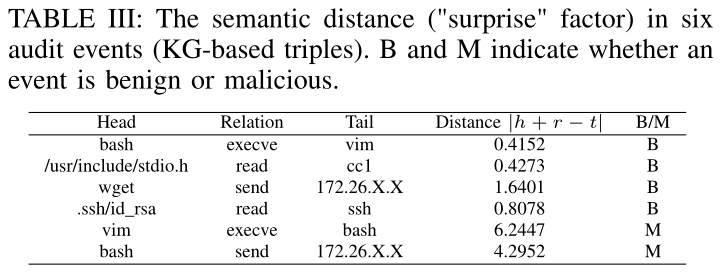 TABLE III: The semantic distance ("surprise" factor) in six
audit events (KG-based triples). B and M indicate whether an
event is benign or malicious.
Head Relation Tail Distance |h + r − t| B/M
bash execve vim 0.4152 B
/usr/include/stdio.h read cc1 0.4273 B
wget send 172.26.X.X 1.6401 B
.ssh/id_rsa read ssh 0.8078 B
vim execve bash 6.2447 M
bash send 172.26.X.X 4.2952 M